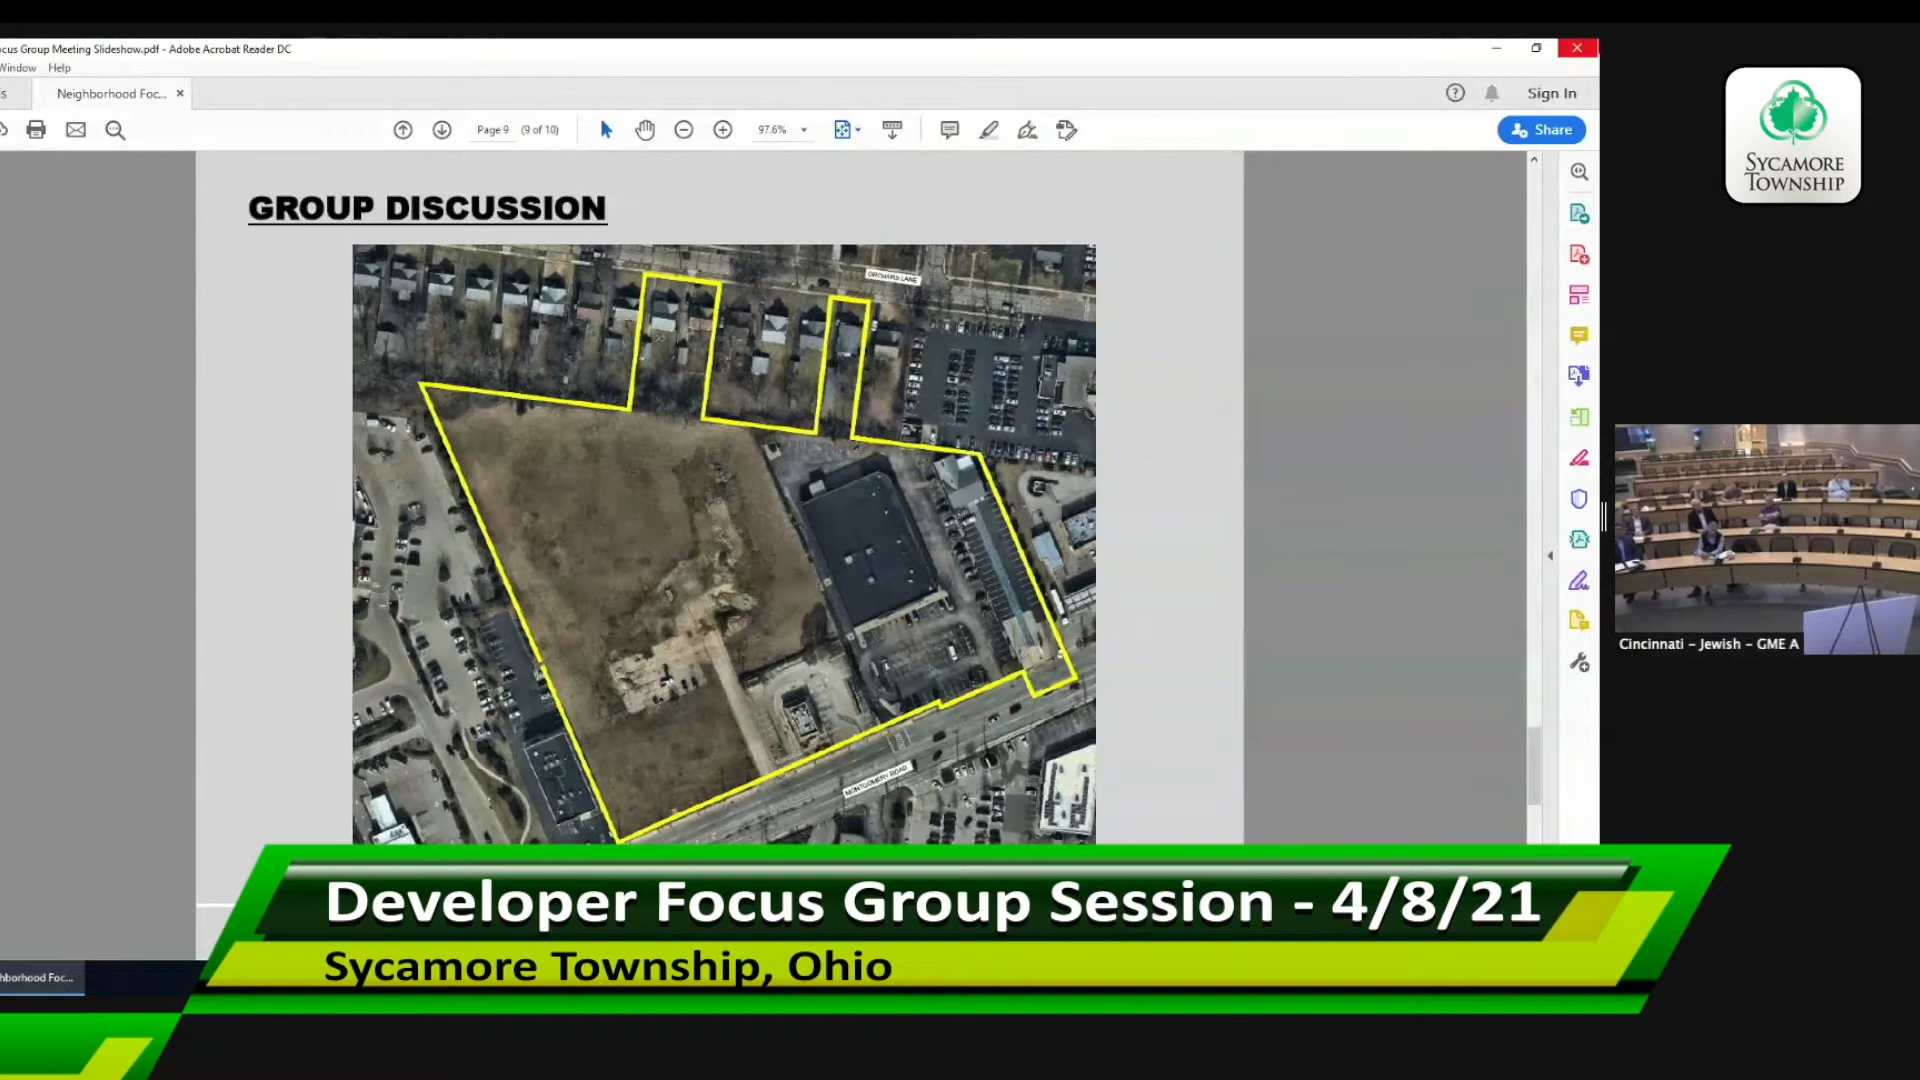 ocus Group Meeting Slideshow.pdf - Adobe Acrobat Reader DC
Window Help
s
Neighborhood Foc... ×
Sign In
Page 9 (9 of 10)
97.6%
Share
SYCAMORE
TOWNSHIP
GROUP DISCUSSION
ORCHARD LANE
MONTGOMERY ROAD
Cincinnati - Jewish - GME A
Developer Focus Group Session - 4/8/21
Sycamore Township, Ohio
hborhood Foc...